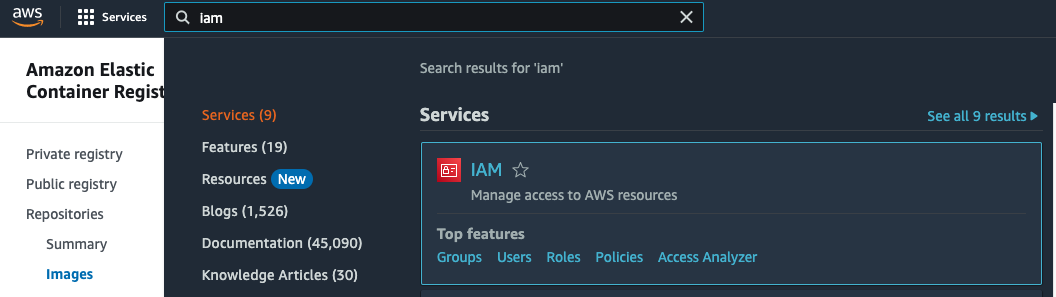 aws
Services
iam
Amazon Elastic
Container Regist
Private registry
Public registry
Repositories
Summary
Images
Search results for 'iam'
Services (9)
Features (19)
Resources New
Blogs (1,526)
Documentation (45,090)
Knowledge Articles (30)
Services
See all 9 results
IAM
Manage access to AWS resources
Top features
Groups Users Roles Policies Access Analyzer